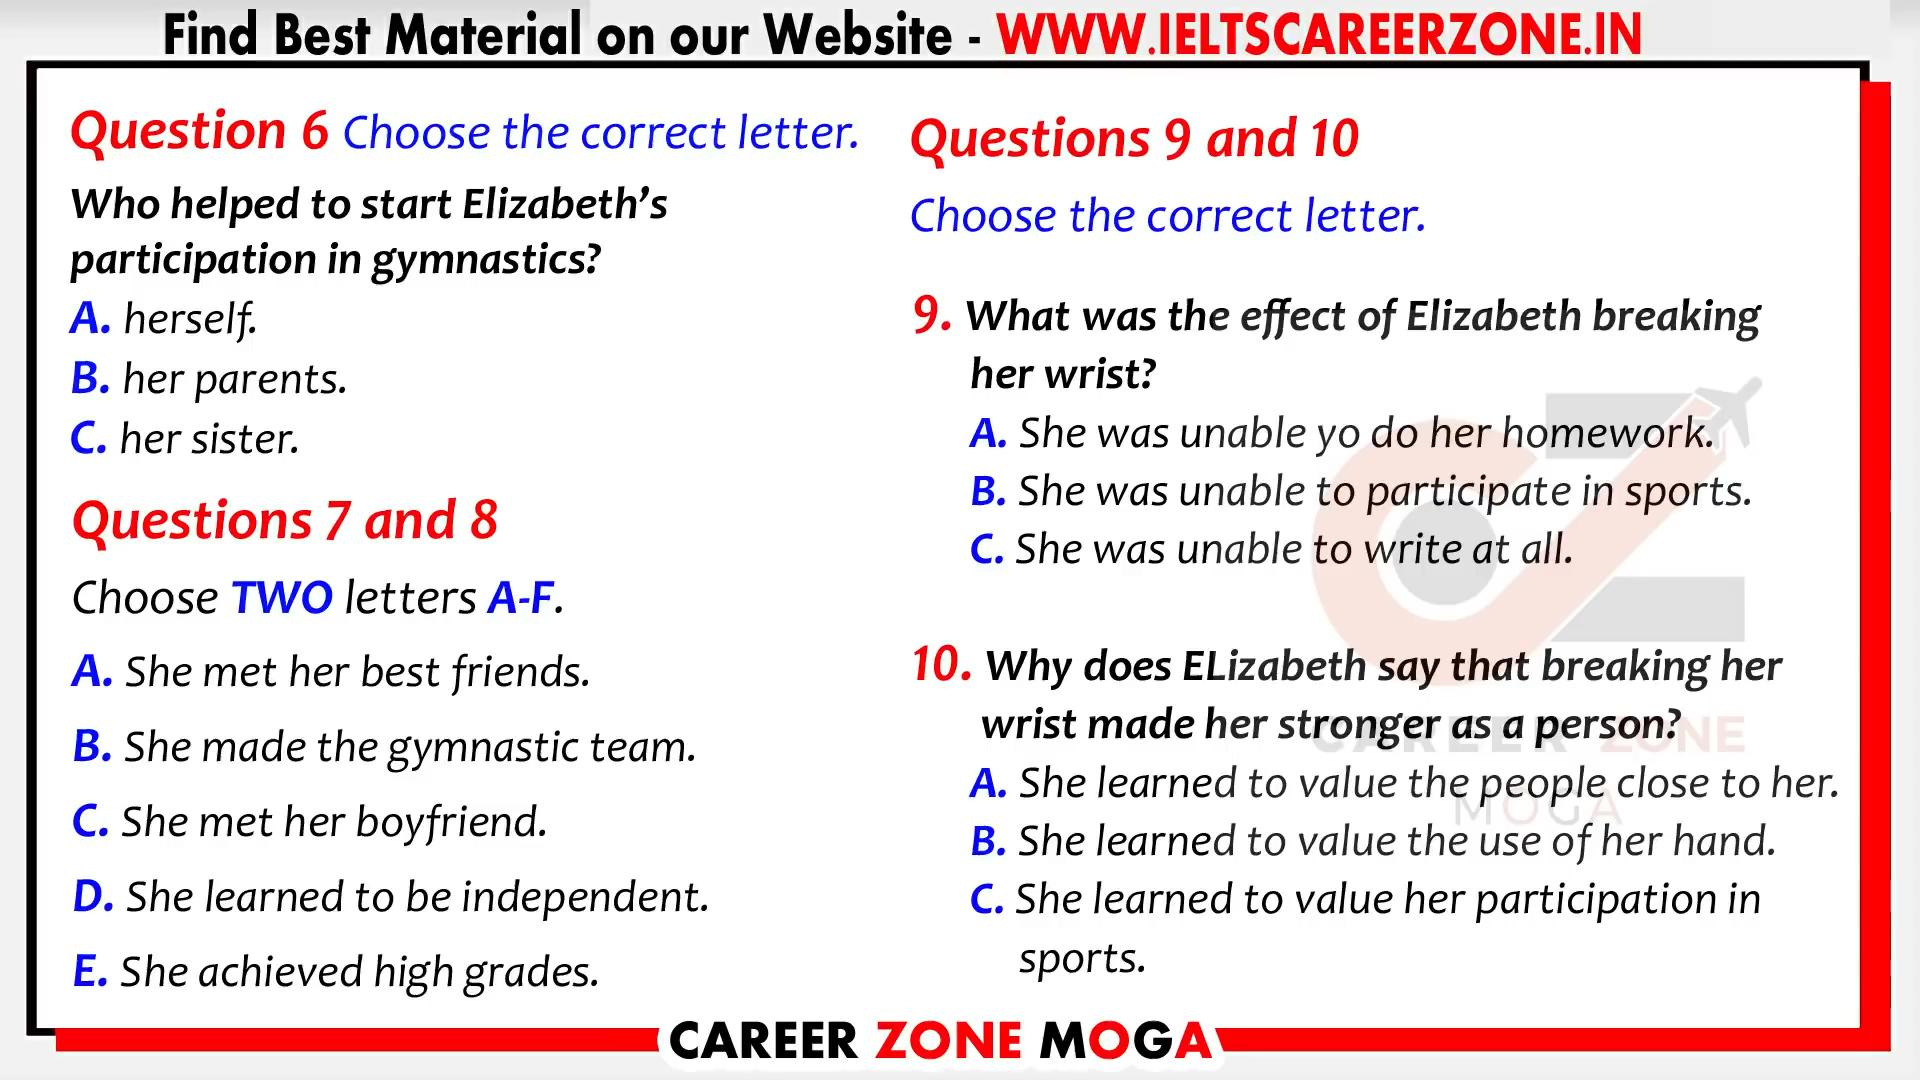 Find Best Material on our Website - WWW.IELTSCAREERZONE.IN
Question 6 Choose the correct letter.
Who helped to start Elizabeth's
participation in gymnastics?
A. herself.
B. her parents.
C. her sister.
Questions 7 and 8
Choose TWO letters A-F.
A. She met her best friends.
B. She made the gymnastic team.
C. She met her boyfriend.
D. She learned to be independent.
E. She achieved high grades.
Questions 9 and 10
Choose the correct letter.
9. What was the effect of Elizabeth breaking
her wrist?
A. She was unable yo do her homework.
B. She was unable to participate in sports.
C. She was unable to write at all.
10. Why does ELizabeth say that breaking her
wrist made her stronger as a person?
A. She learned to value the people close to her.
B. She learned to value the use of her hand.
C. She learned to value her participation in
sports.
CAREER ZONE
MOGA
CAREER ZONE MOGA